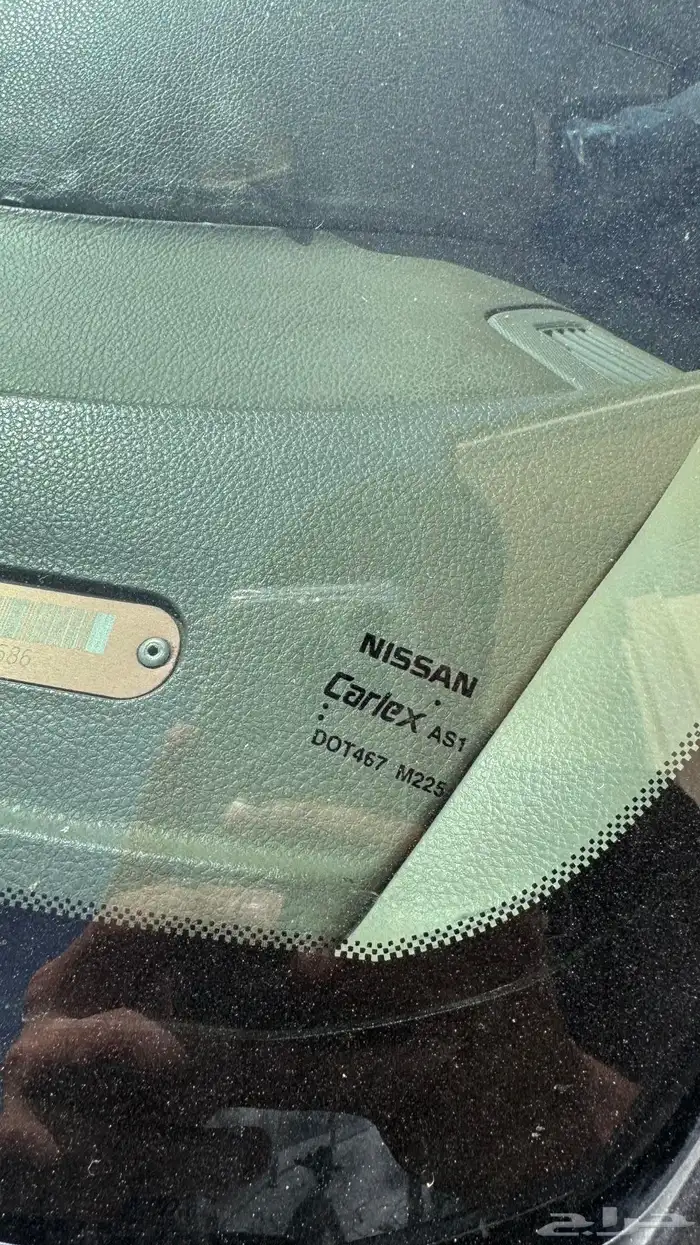 586
NISSAN
Carlex AS1
DOT467 M225
حراج